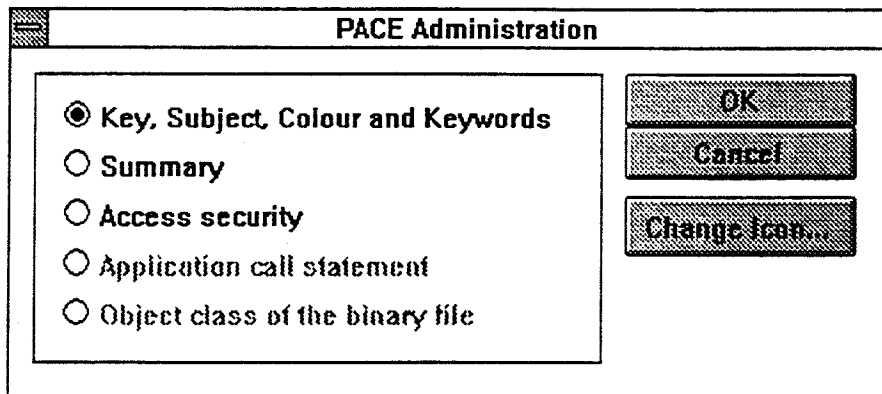 PACE Administration
Key, Subject, Colour and Keywords
Summary
Access security
Application call statement
Object class of the binary file
OK
Cancel
Change Icon...